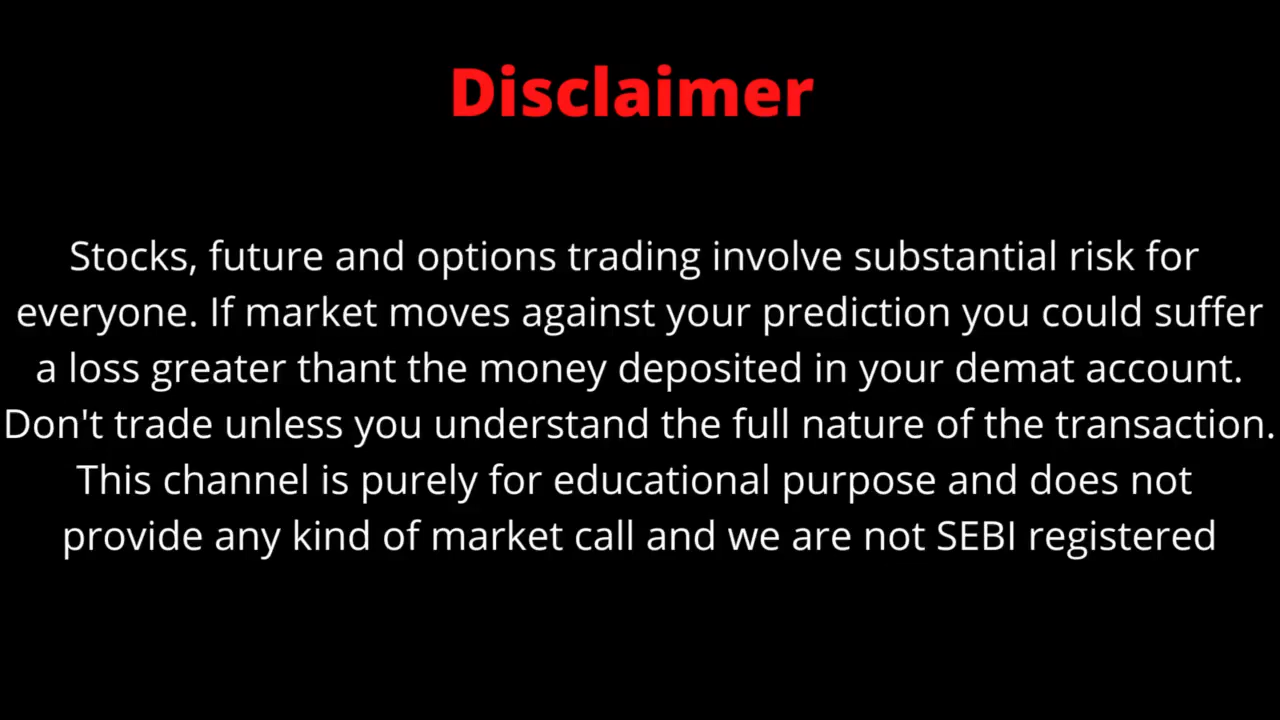 Disclaimer
Stocks, future and options trading involve substantial risk for
everyone. If market moves against your prediction you could suffer
a loss greater thant the money deposited in your demat account.
Don't trade unless you understand the full nature of the transaction.
This channel is purely for educational purpose and does not
provide any kind of market call and we are not SEBI registered